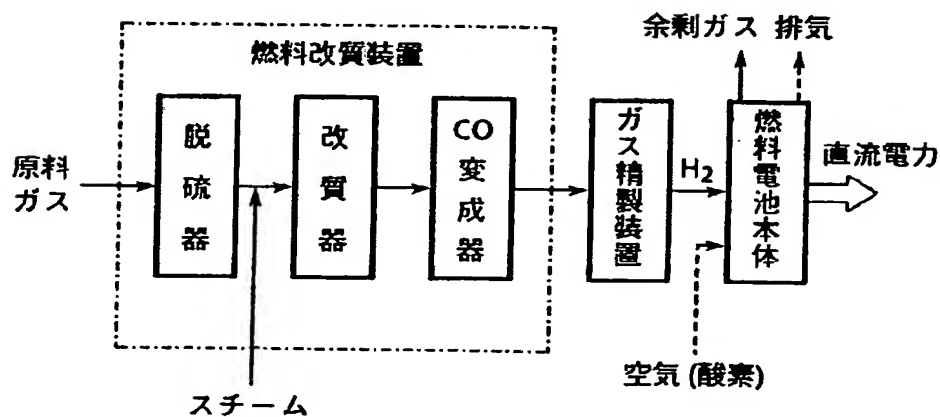 余剰ガス 排気
燃料改質装置
原料
ガス
脱硫器
改質器
CO
変成器
ガス精製装置
H2
燃料電池本体
直流電力
空気(酸素)
スチーム